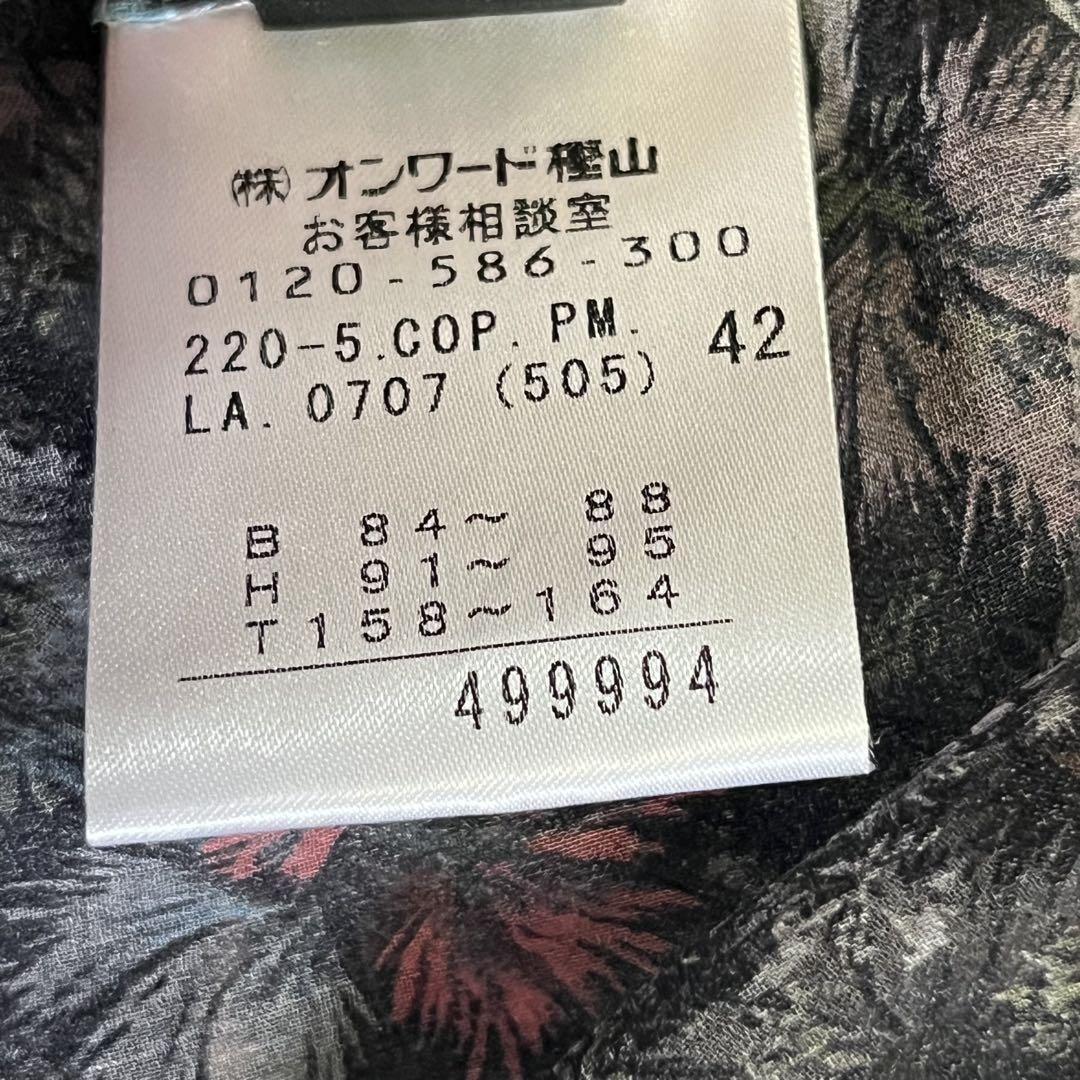 ㈱オンワード樫山
お客様相談室
0120-586-300
220-5.COP. PM. 42
LA. 0707 (505)
B 84～ 88
H 91～ 95
T158～164
499994